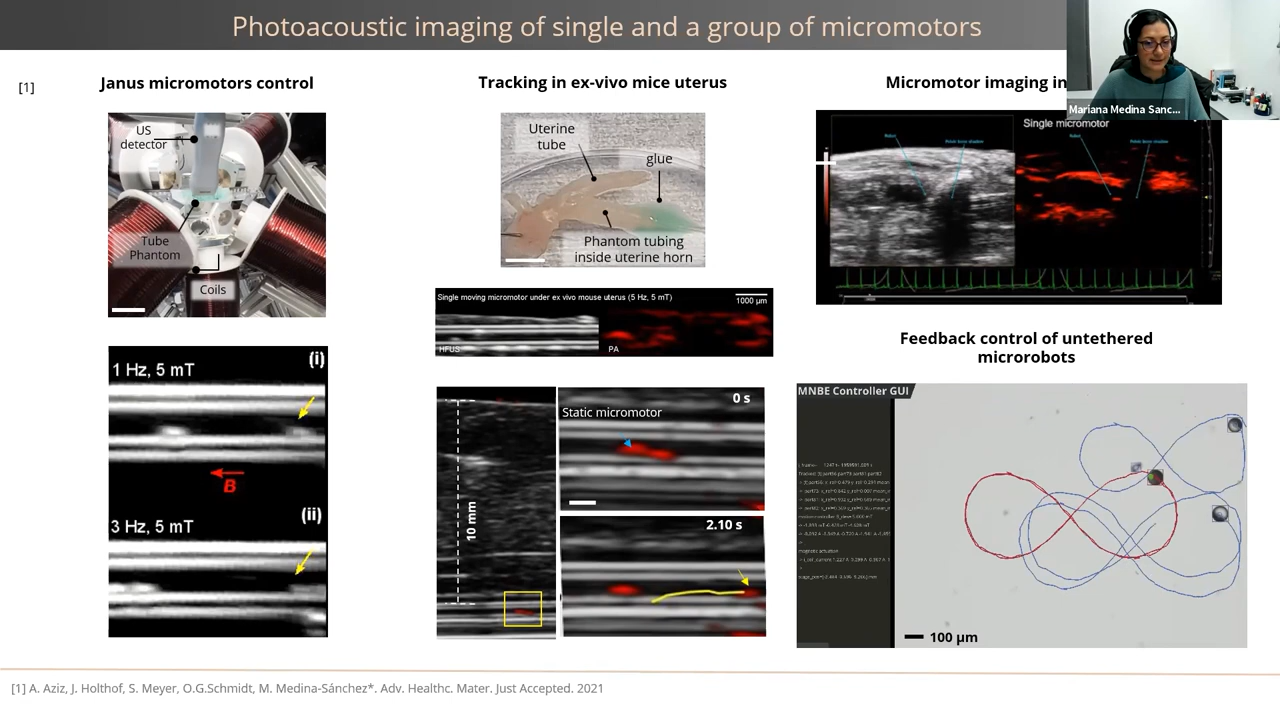 Photoacoustic imaging of single and a group of micromotors
Mariana Medina Sanc...
[1]
Janus micromotors control
US
detector
Tube
Phantom
Coils
(i)
1 Hz, 5 mT
B
(ii)
3 Hz, 5 mT
Tracking in ex-vivo mice uterus
Uterine
tube
glue
Phantom tubing
inside uterine horn
Single moving micromotor under ex vivo mouse uterus (5 Hz, 5 mT)
1000 µm
HFUS
PA
10 mm
0 s
Static micromotor
2.10 s
Micromotor imaging in
Single micromotor
Feedback control of untethered
microrobots
MNBE Controller GUI
100 µm
[1] A. Aziz, J. Holthof, S. Meyer, O.G.Schmidt, M. Medina-Sánchez*. Adv. Healthc. Mater. Just Accepted. 2021